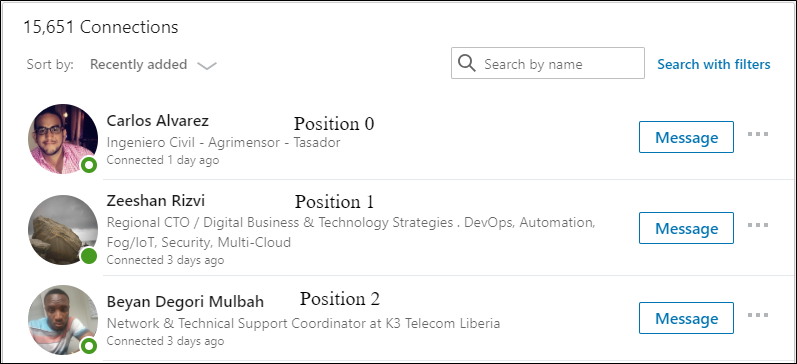 15,651 Connections
Sort by: Recently added
Search by name
Search with filters
Carlos Alvarez
Position 0
Ingeniero Civil - Agrimensor - Tasador
Connected 1 day ago
Message
Zeeshan Rizvi
Position 1
Regional CTO / Digital Business & Technology Strategies . DevOps, Automation,
Fog/IoT, Security, Multi-Cloud
Connected 3 days ago
Message
Beyan Degori Mulbah
Position 2
Network & Technical Support Coordinator at K3 Telecom Liberia
Connected 3 days ago
Message